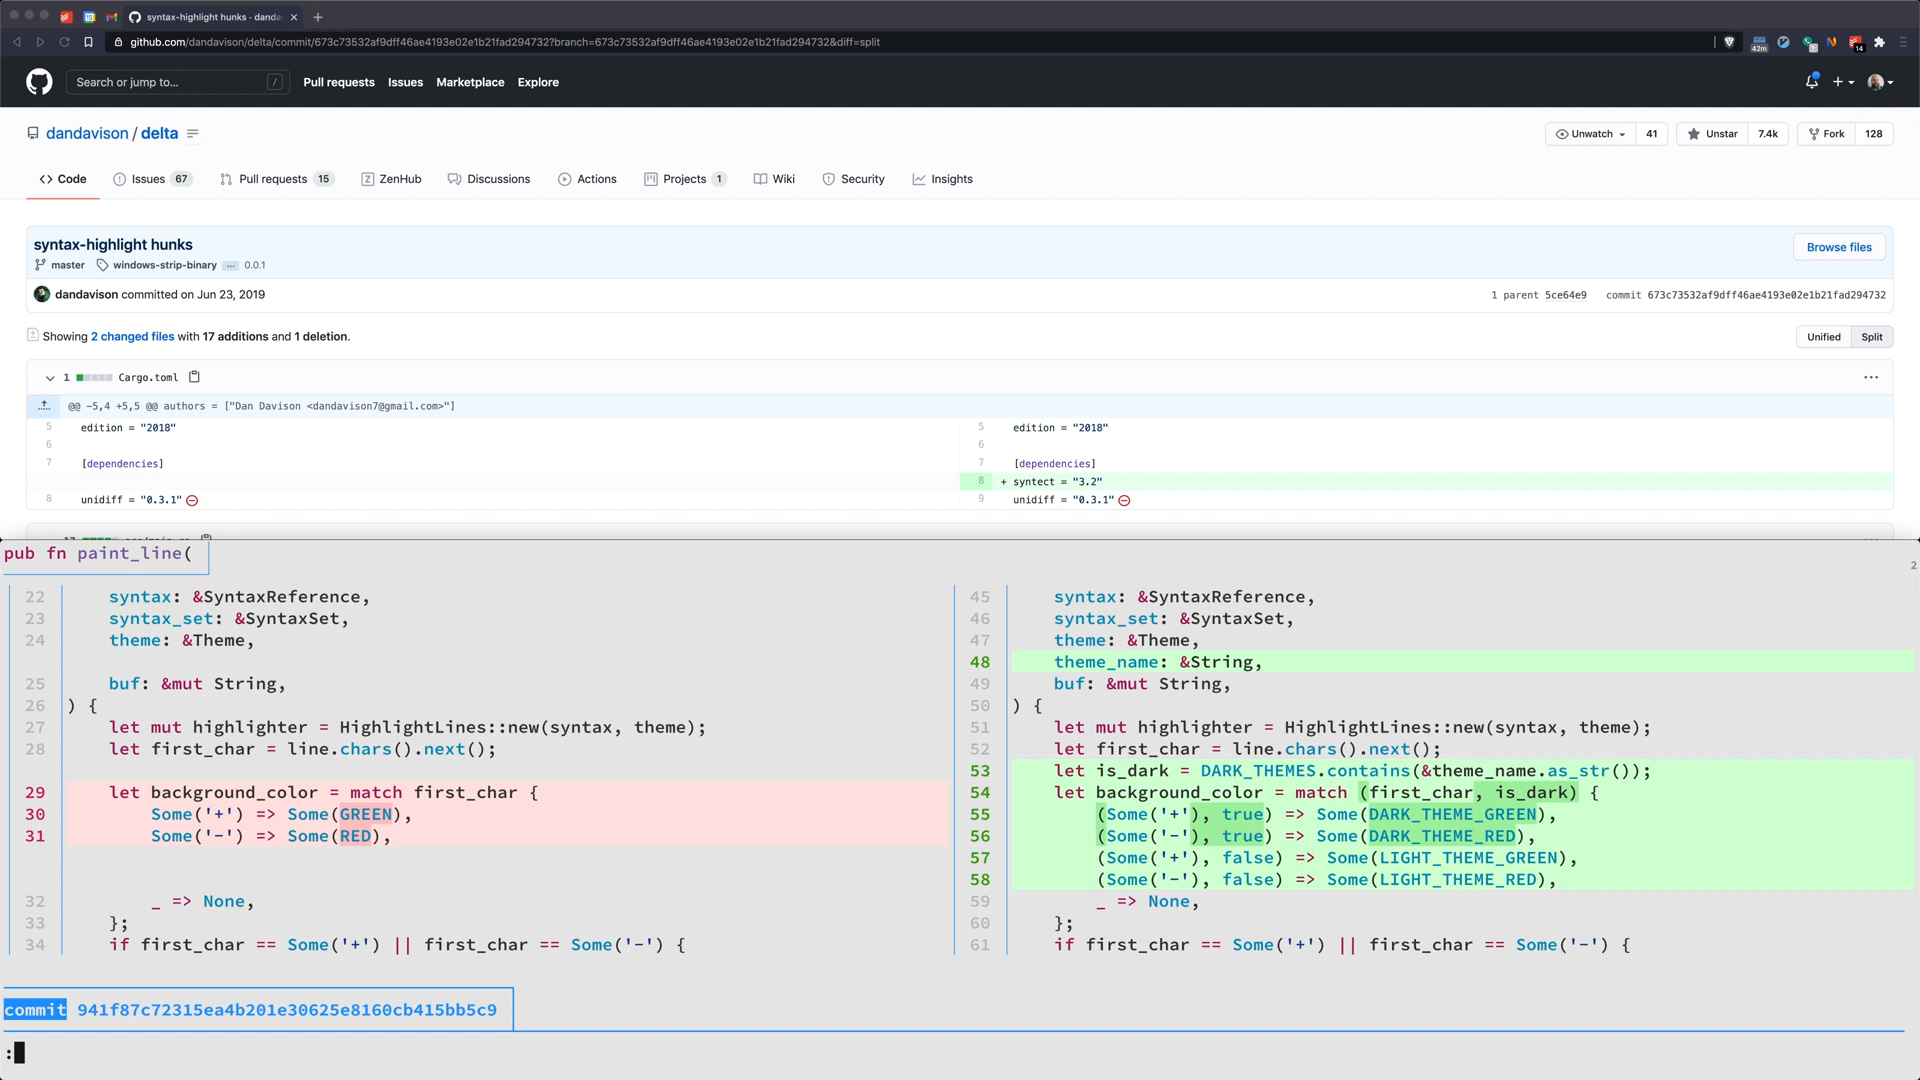 syntax-highlight hunks · danda
github.com/dandavison/delta/commit/673c73532af9dff46ae4193e02e1b21fad294732?branch=673c73532af9dff46ae4193e02e1b21fad294732&diff=split
42m
14
Search or jump to... /
Pull requests Issues Marketplace Explore
dandavison / delta
Unwatch 41 Unstar 7.4k Fork 128
Code Issues 67 Pull requests 15 ZenHub Discussions Actions Projects 1 Wiki Security Insights
syntax-highlight hunks
Browse files
master windows-strip-binary ... 0.0.1
dandavison committed on Jun 23, 2019
1 parent 5ce64e9 commit 673c73532af9dff46ae4193e02e1b21fad294732
Showing 2 changed files with 17 additions and 1 deletion.
Unified Split
1 Cargo.toml
@@ -5,4 +5,5 @@ authors = ["Dan Davison <dandavison7@gmail.com>"]
5 edition = "2018" 5 edition = "2018"
6 6
7 [dependencies] 7 [dependencies]
8 + syntect = "3.2"
8 unidiff = "0.3.1" 9 unidiff = "0.3.1"
pub fn paint_line(
2
22 syntax: &SyntaxReference, 45 syntax: &SyntaxReference,
23 syntax_set: &SyntaxSet, 46 syntax_set: &SyntaxSet,
24 theme: &Theme, 47 theme: &Theme,
48 theme_name: &String,
25 buf: &mut String, 49 buf: &mut String,
26 ) { 50 ) {
27 let mut highlighter = HighlightLines::new(syntax, theme); 51 let mut highlighter = HighlightLines::new(syntax, theme);
28 let first_char = line.chars().next(); 52 let first_char = line.chars().next();
53 let is_dark = DARK_THEMES.contains(&theme_name.as_str());
29 let background_color = match first_char { 54 let background_color = match (first_char, is_dark) {
30 Some('+') => Some(GREEN), 55 (Some('+'), true) => Some(DARK_THEME_GREEN),
31 Some('-') => Some(RED), 56 (Some('-'), true) => Some(DARK_THEME_RED),
57 (Some('+'), false) => Some(LIGHT_THEME_GREEN),
58 (Some('-'), false) => Some(LIGHT_THEME_RED),
32 _ => None, 59 _ => None,
33 }; 60 };
34 if first_char == Some('+') || first_char == Some('-') { 61 if first_char == Some('+') || first_char == Some('-') {
commit 941f87c72315ea4b201e30625e8160cb415bb5c9
: